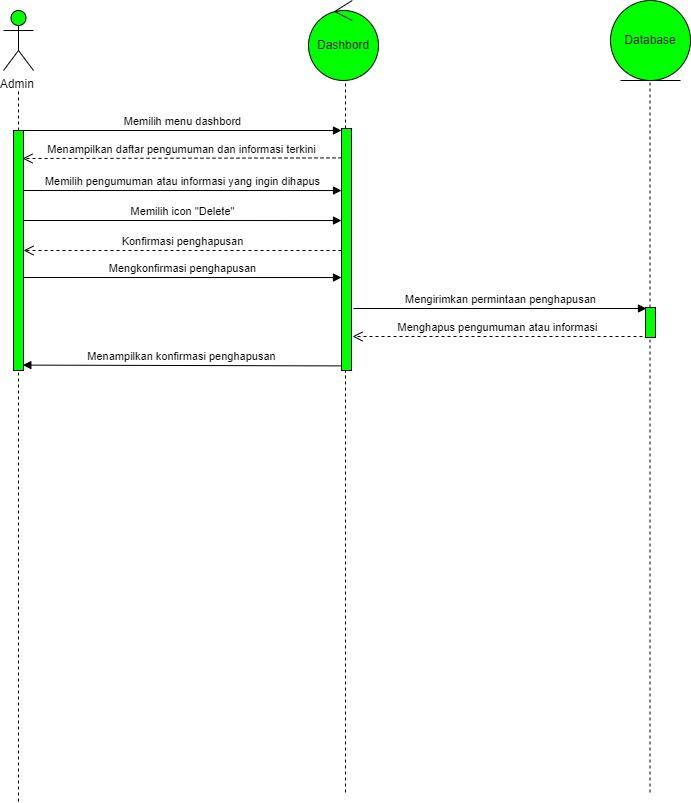 Dashbord
Database
Admin
Memilih menu dashbord
Menampilkan daftar pengumuman dan informasi terkini
Memilih pengumuman atau informasi yang ingin dihapus
Memilih icon "Delete"
Konfirmasi penghapusan
Mengkonfirmasi penghapusan
Mengirimkan permintaan penghapusan
Menghapus pengumuman atau informasi
Menampilkan konfirmasi penghapusan